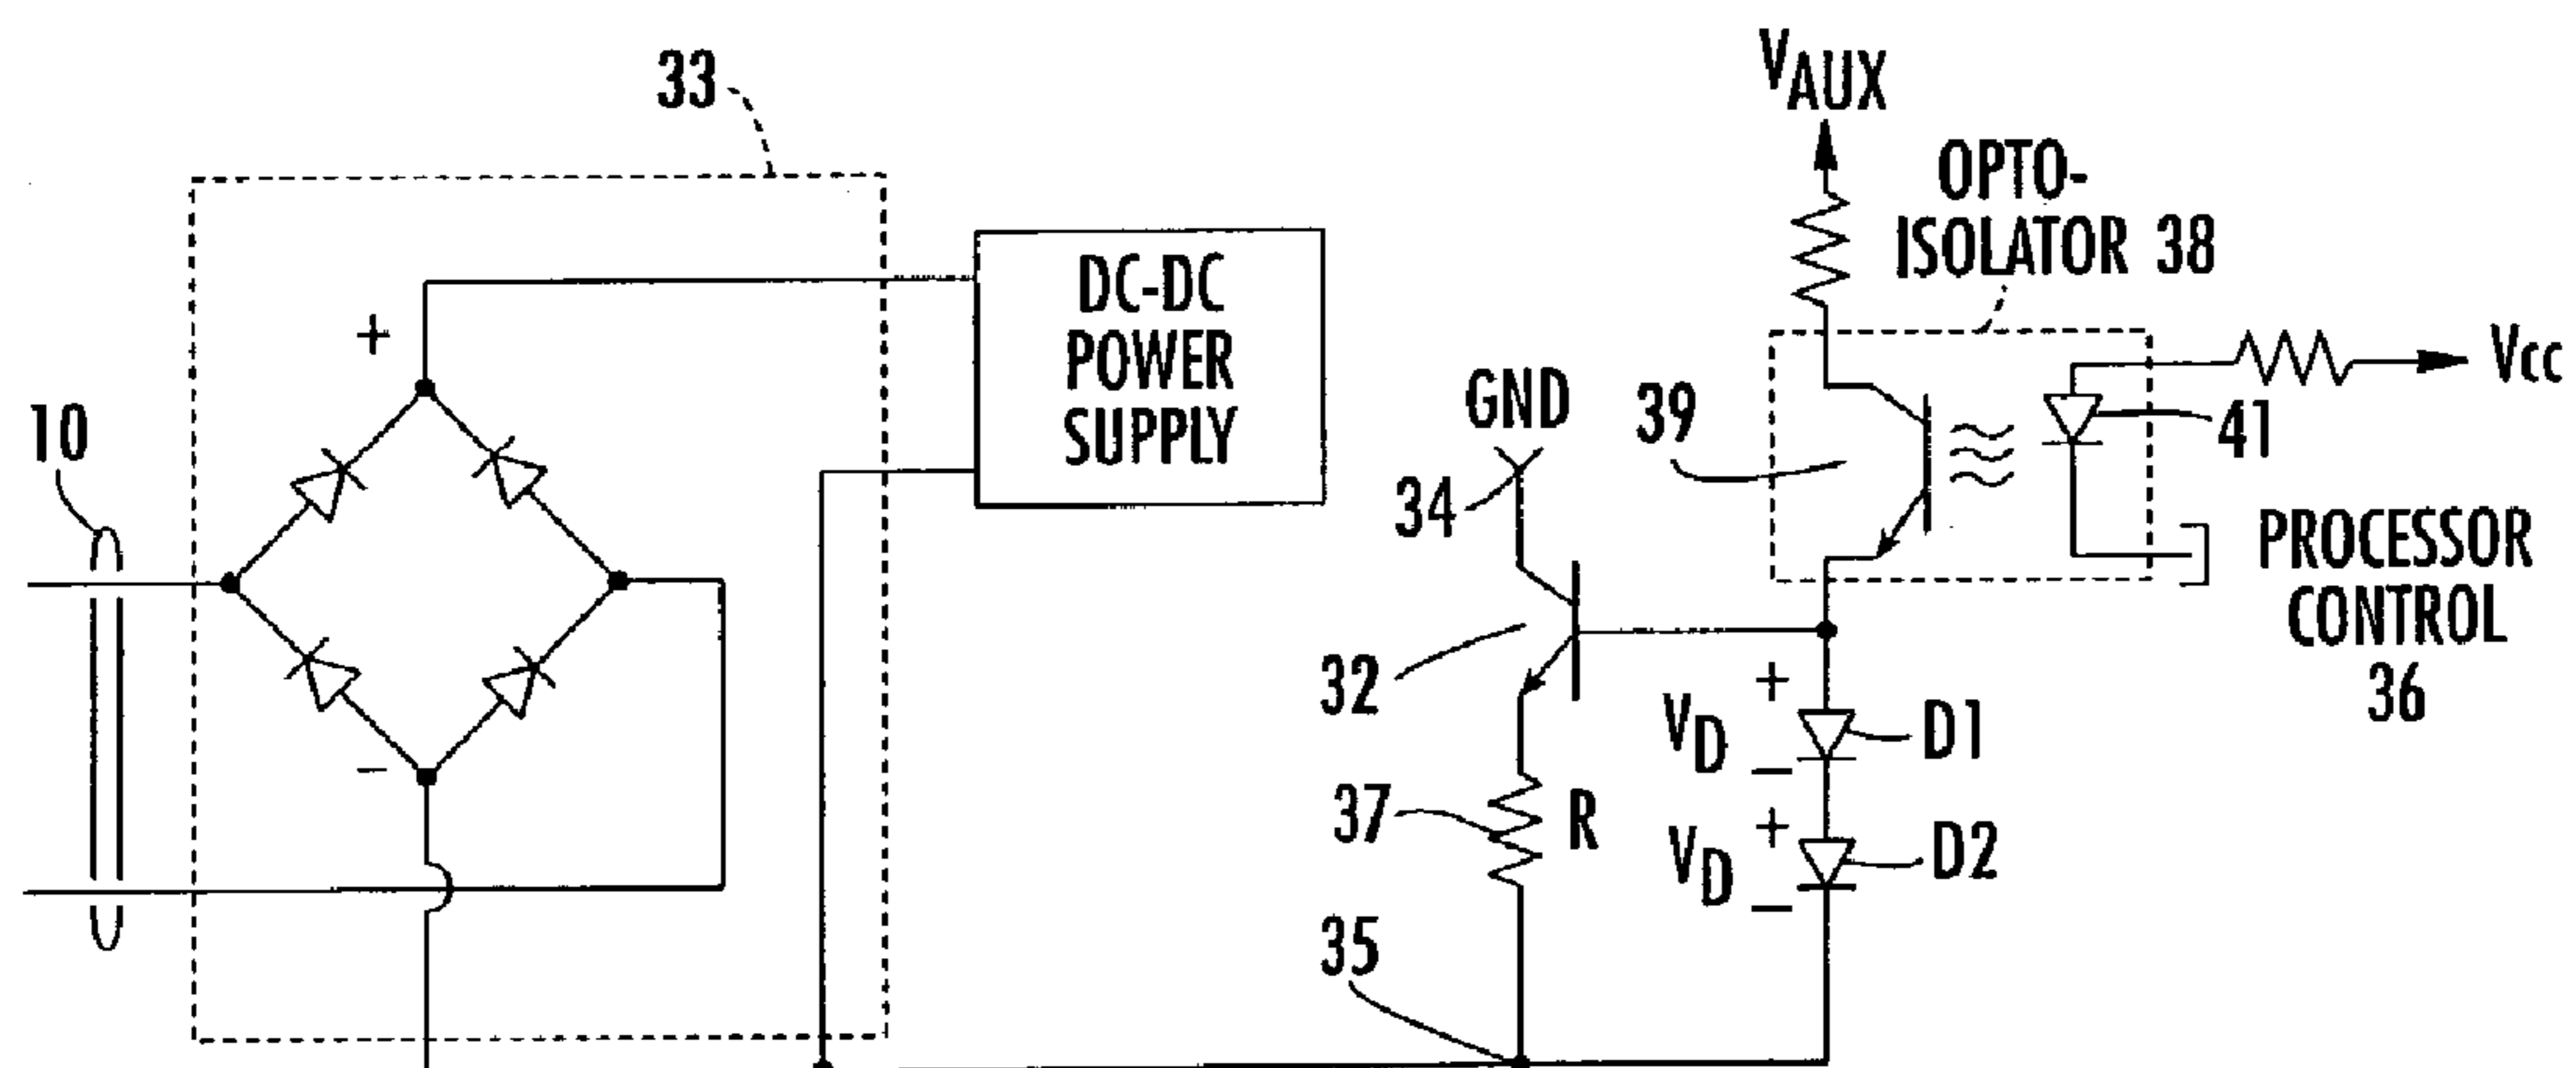 33
10
+
−
DC-DC
POWER
SUPPLY
VAUX
OPTO-
ISOLATOR 38
Vcc
41
GND
34
39
PROCESSOR
CONTROL
36
32
37
R
35
+
VD
−
D1
+
VD
−
D2